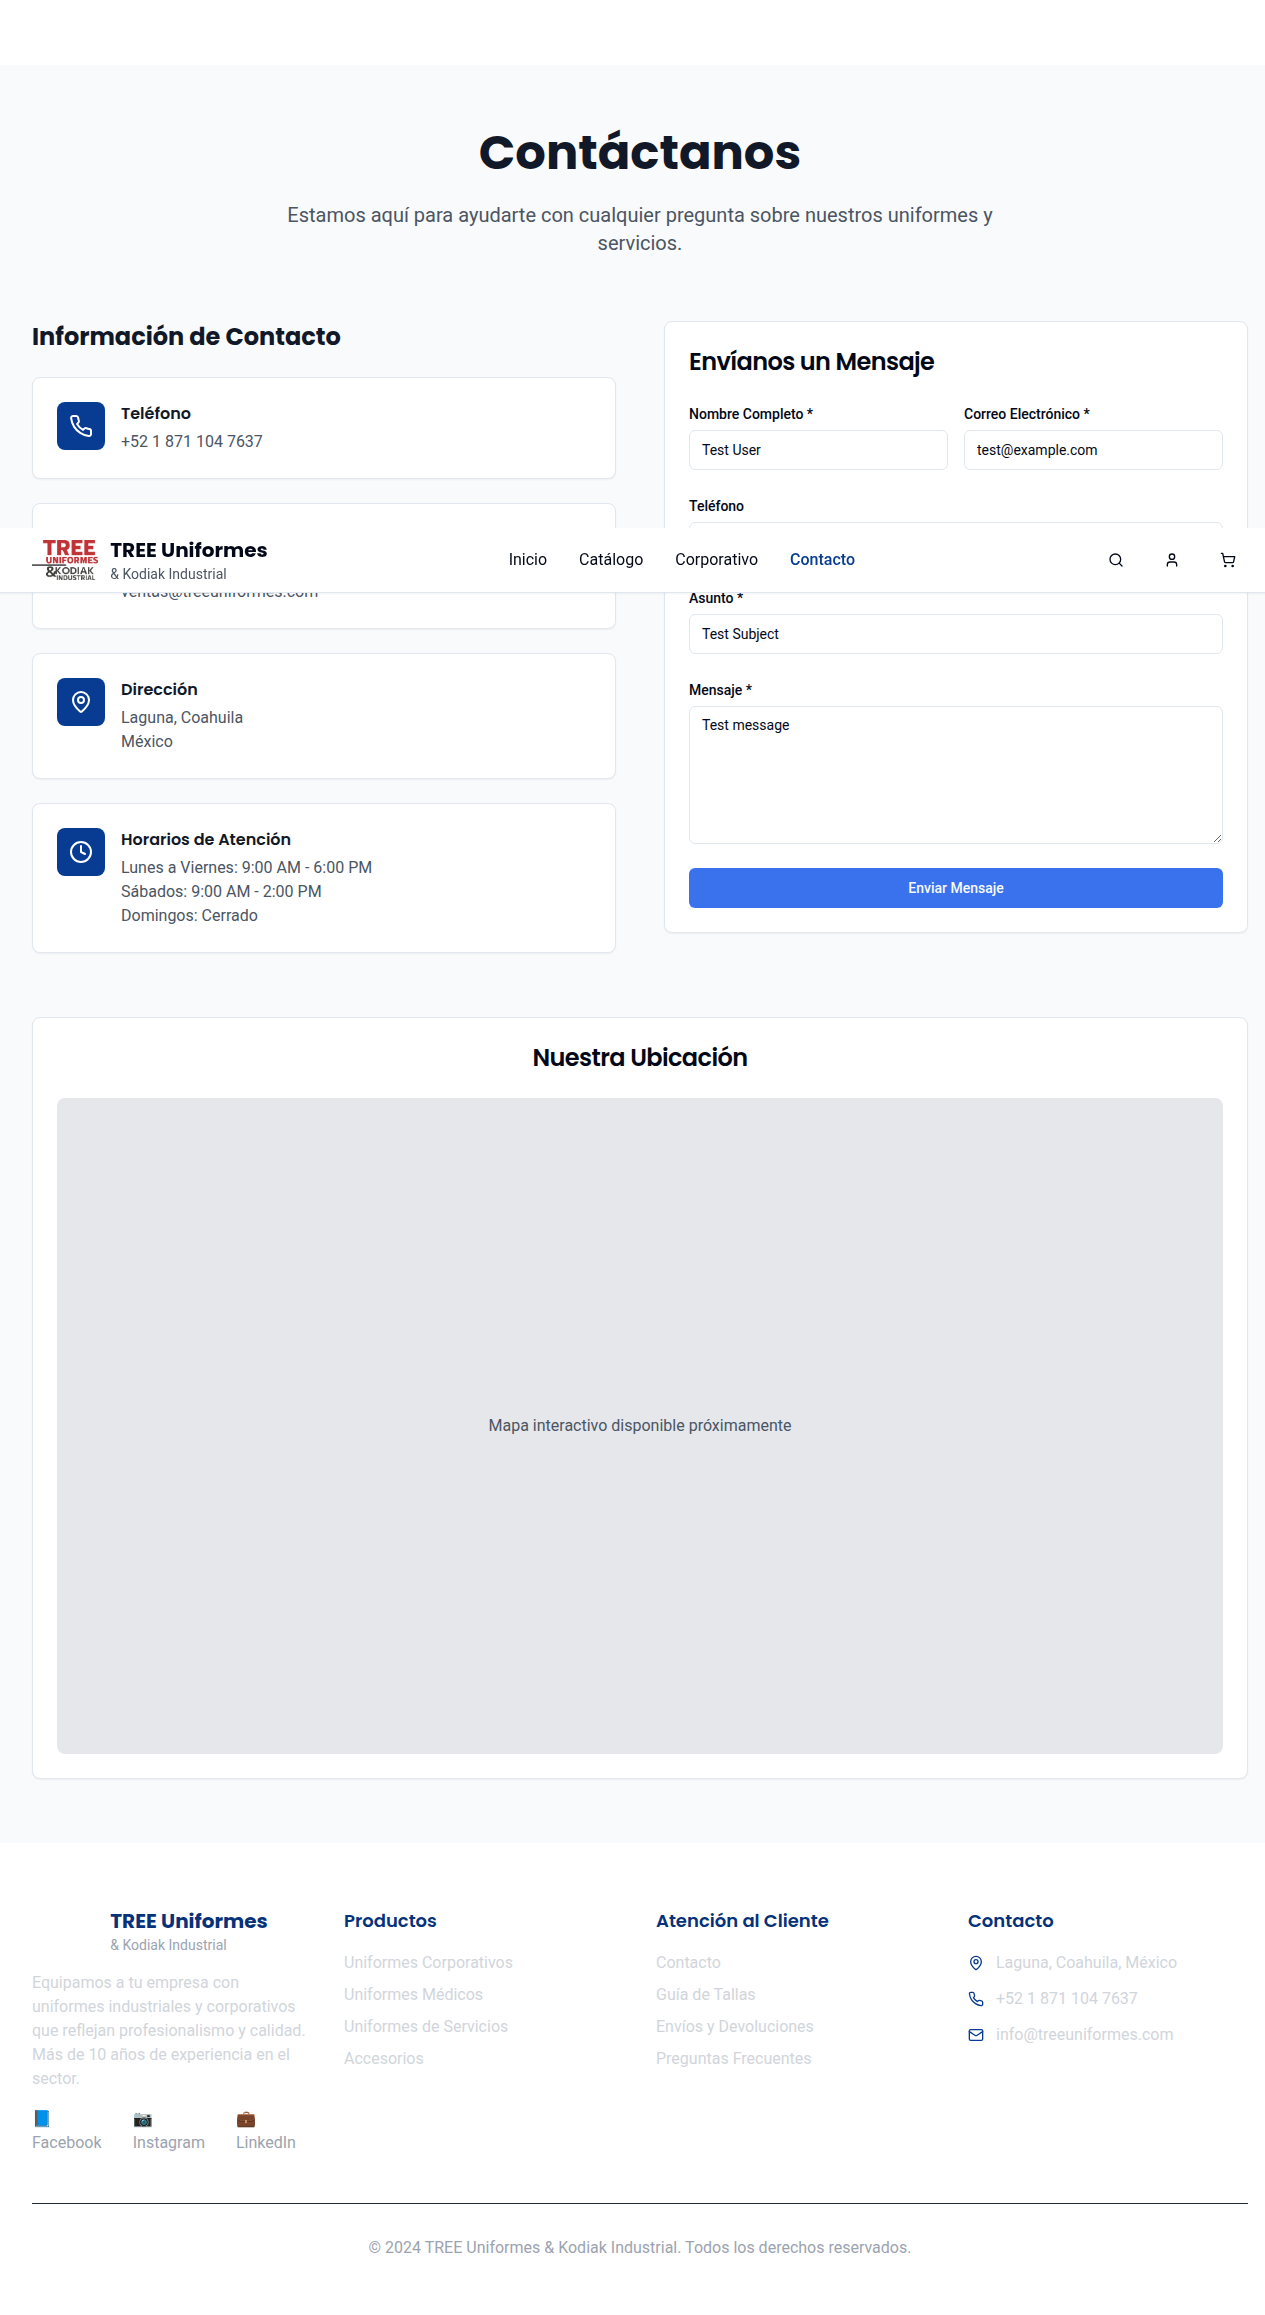 Contáctanos
Estamos aquí para ayudarte con cualquier pregunta sobre nuestros uniformes y
servicios.
Información de Contacto
Teléfono
+52 1 871 104 7637
TREE
UNIFORMES
&KODIAK
INDUSTRIAL
TREE Uniformes
& Kodiak Industrial
Inicio
Catálogo
Corporativo
Contacto
ventas@treeuniformes.com
Dirección
Laguna, Coahuila
México
Horarios de Atención
Lunes a Viernes: 9:00 AM - 6:00 PM
Sábados: 9:00 AM - 2:00 PM
Domingos: Cerrado
Envíanos un Mensaje
Nombre Completo *
Test User
Correo Electrónico *
test@example.com
Teléfono
Asunto *
Test Subject
Mensaje *
Test message
Enviar Mensaje
Nuestra Ubicación
Mapa interactivo disponible próximamente
TREE Uniformes
& Kodiak Industrial
Equipamos a tu empresa con
uniformes industriales y corporativos
que reflejan profesionalismo y calidad.
Más de 10 años de experiencia en el
sector.
Facebook
Instagram
LinkedIn
Productos
Uniformes Corporativos
Uniformes Médicos
Uniformes de Servicios
Accesorios
Atención al Cliente
Contacto
Guía de Tallas
Envíos y Devoluciones
Preguntas Frecuentes
Contacto
Laguna, Coahuila, México
+52 1 871 104 7637
info@treeuniformes.com
© 2024 TREE Uniformes & Kodiak Industrial. Todos los derechos reservados.